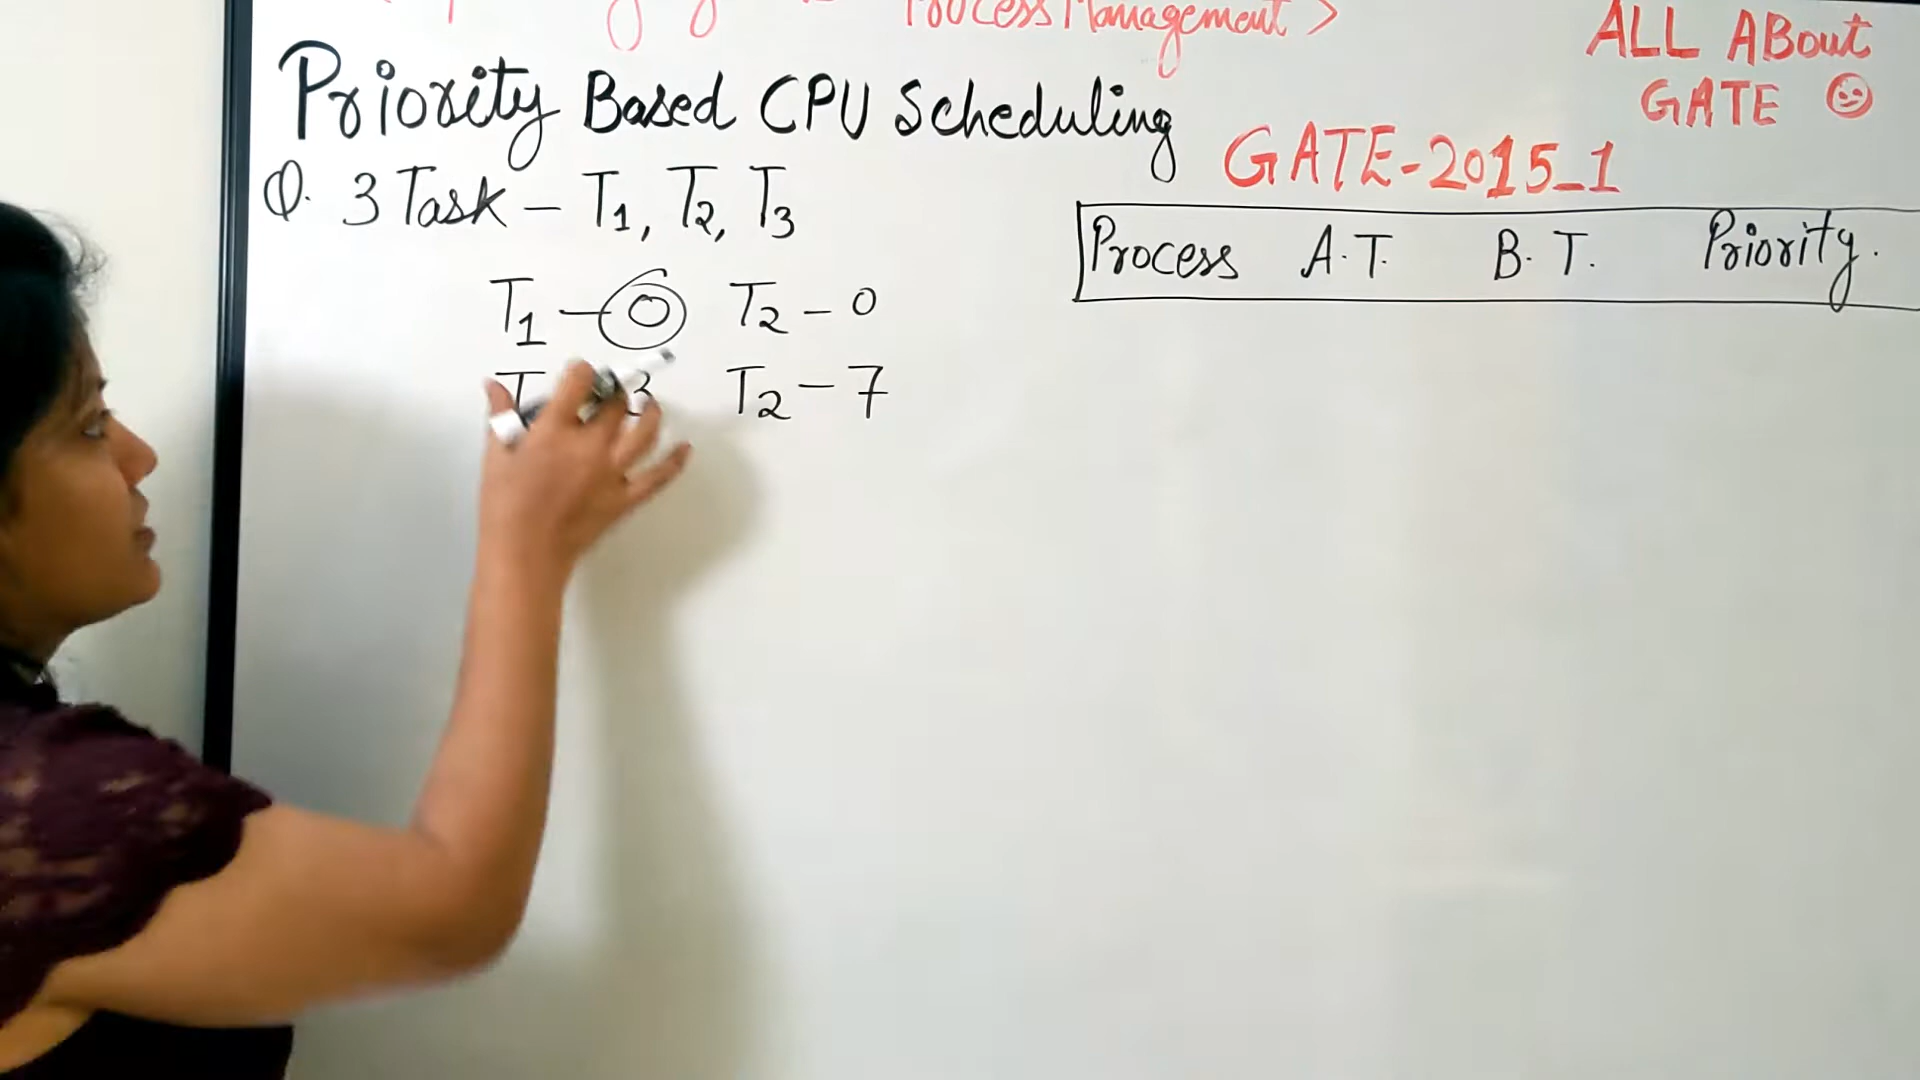 Process Management >
ALL ABout
GATE
Priority Based CPU Scheduling
GATE-2015_1
Q. 3 Task - T1, T2, T3
Process A.T. B.T. Priority.
T1 - 0 T2 - 0
T 3 T2 - 7